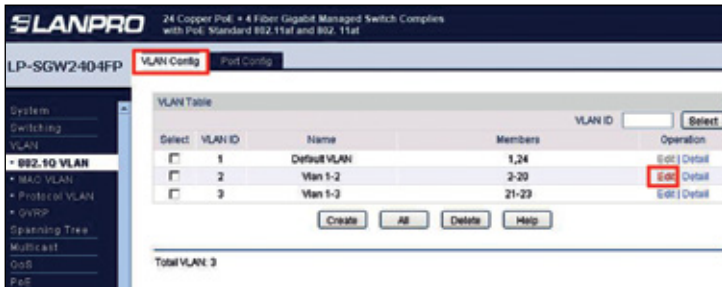 LANPRO
24 Copper PoE + 4 Fiber Gigabit Managed Switch Complies
with PoE Standard 802.11af and 802. 11at
LP-SGW2404FP
VLAN Config Port Config
System
Switching
VLAN
• 802.1Q VLAN
• MAC VLAN
• Protocol VLAN
• GVRP
Spanning Tree
Multicast
QoS
PoE
VLAN Table
VLAN ID Select
Select VLAN ID Name Members Operation
1 Default VLAN 1,24 Edit | Detail
2 Vlan 1-2 2-20 Edit | Detail
3 Vlan 1-3 21-23 Edit | Detail
Create All Delete Help
Total VLAN: 3